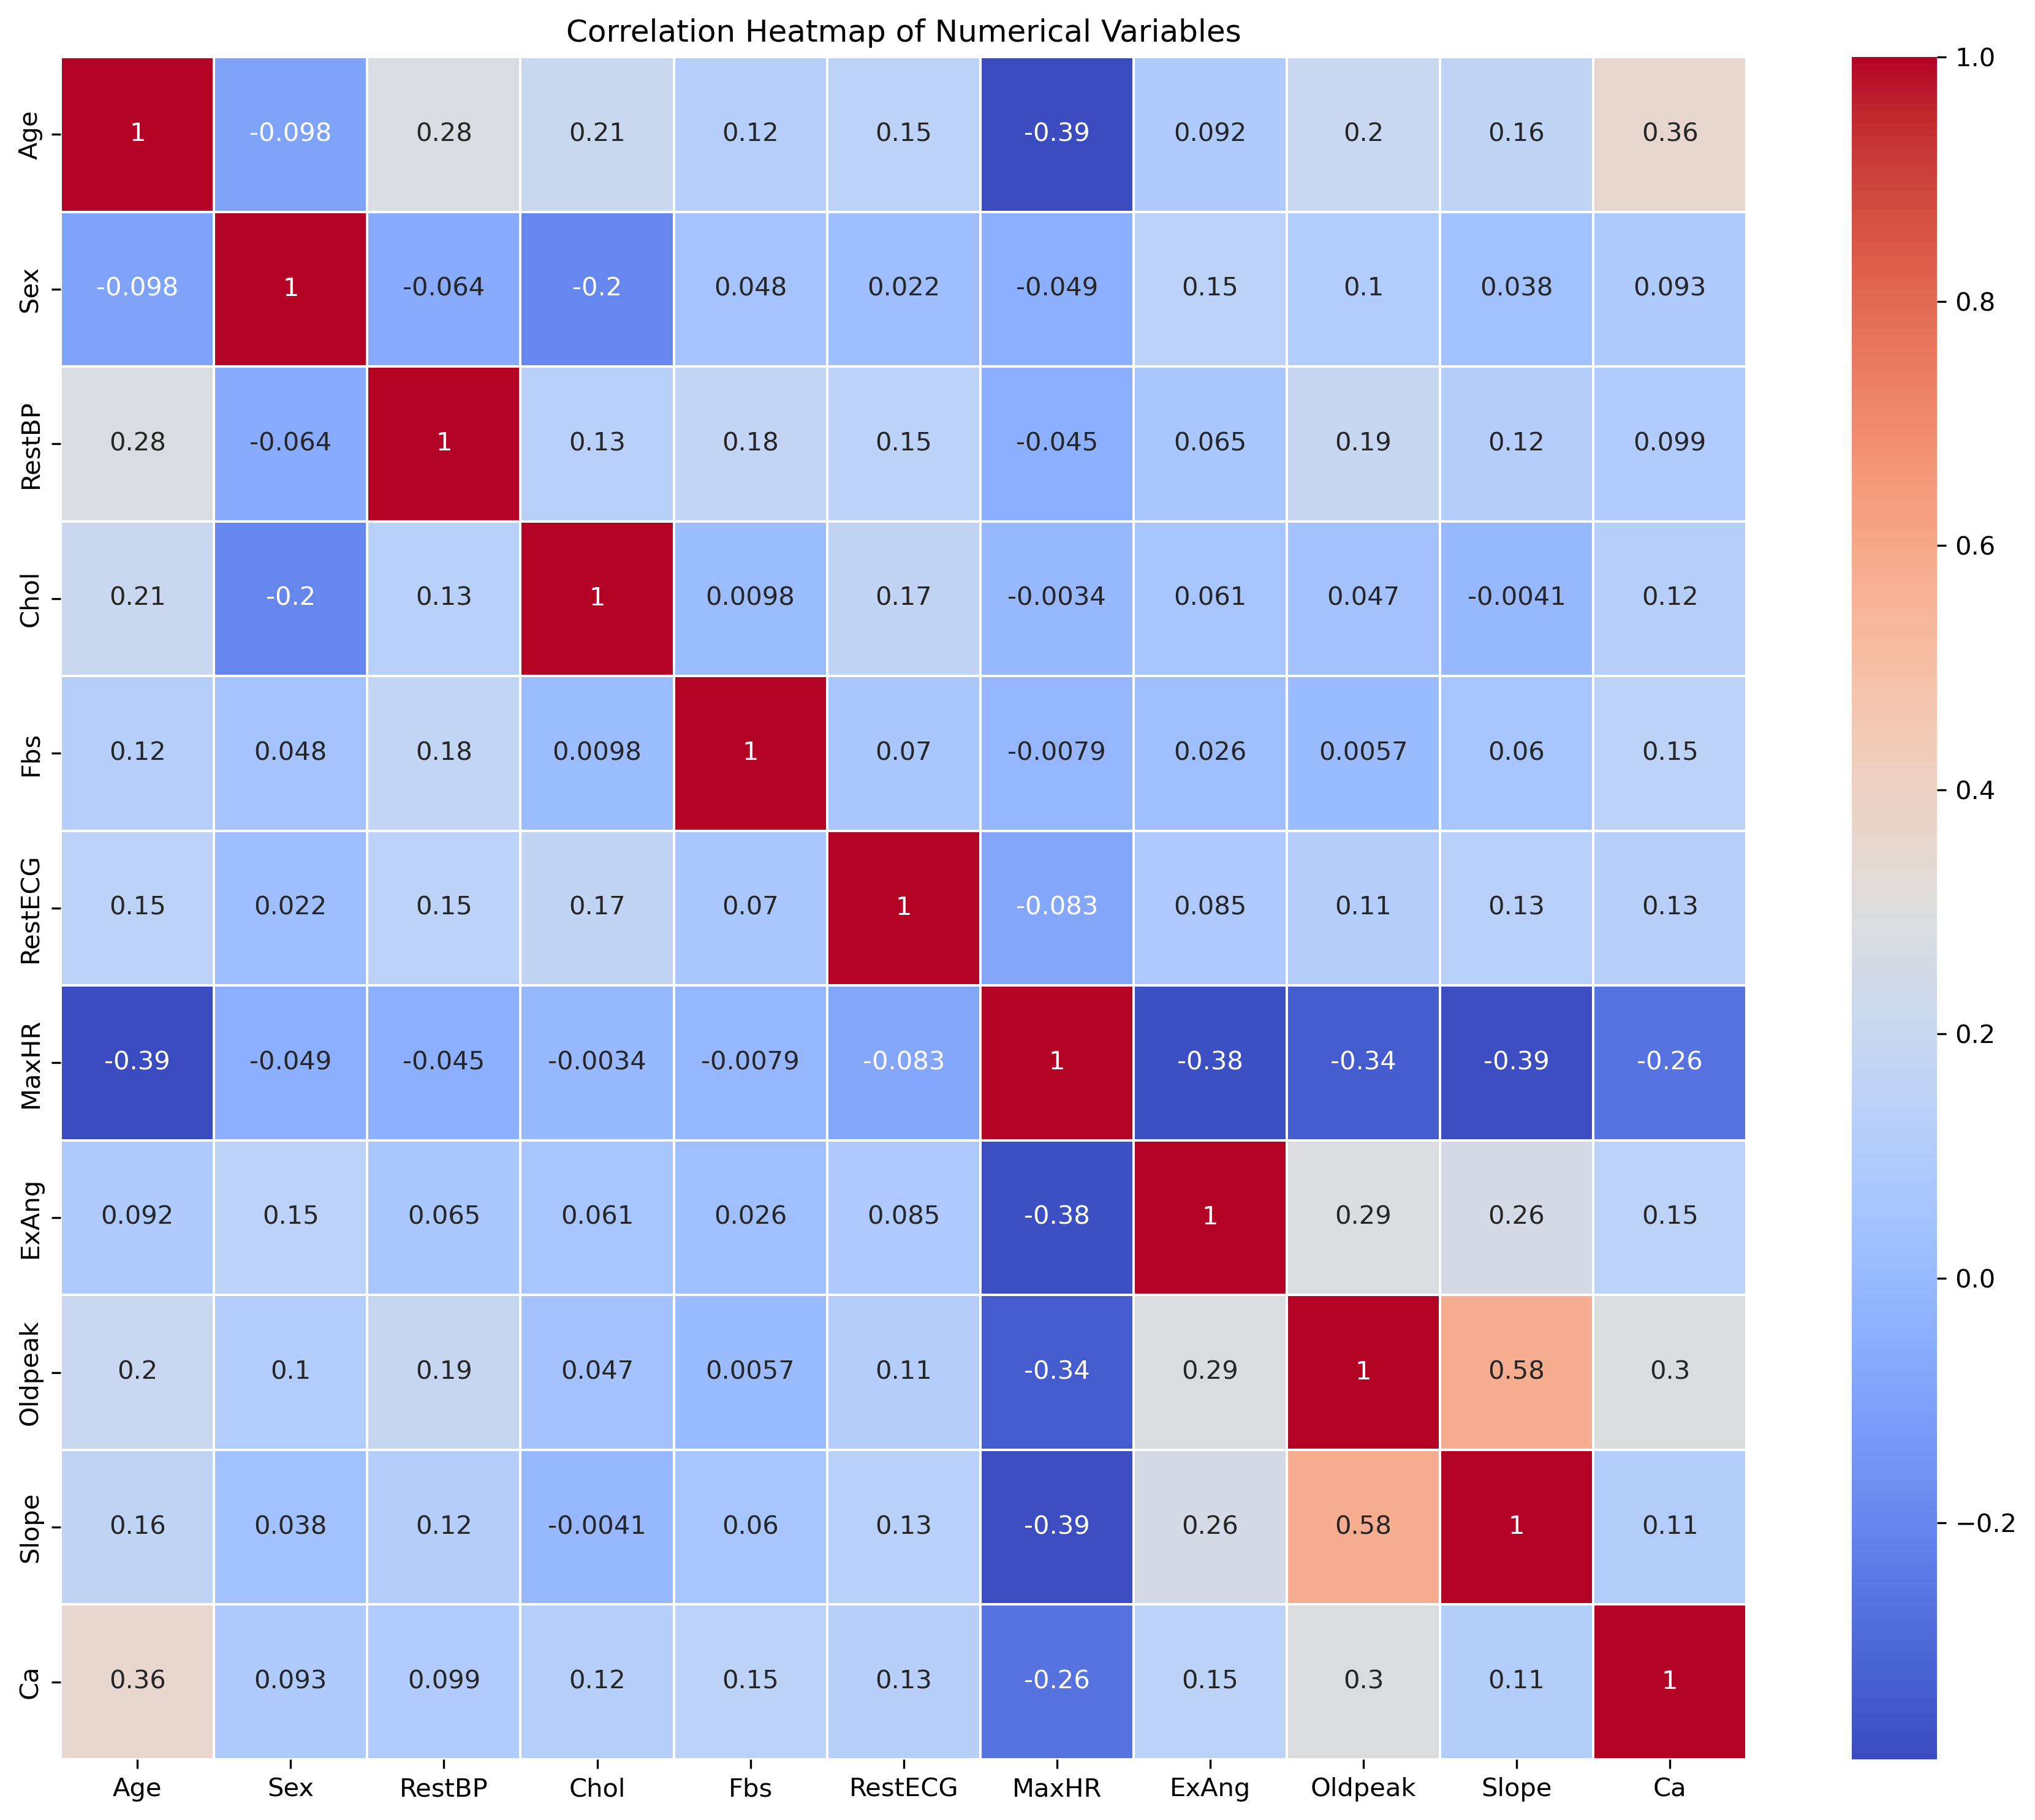 Correlation Heatmap of Numerical Variables
Age 1 -0.098 0.28 0.21 0.12 0.15 -0.39 0.092 0.2 0.16 0.36
Sex -0.098 1 -0.064 -0.2 0.048 0.022 -0.049 0.15 0.1 0.038 0.093
RestBP 0.28 -0.064 1 0.13 0.18 0.15 -0.045 0.065 0.19 0.12 0.099
Chol 0.21 -0.2 0.13 1 0.0098 0.17 -0.0034 0.061 0.047 -0.0041 0.12
Fbs 0.12 0.048 0.18 0.0098 1 0.07 -0.0079 0.026 0.0057 0.06 0.15
RestECG 0.15 0.022 0.15 0.17 0.07 1 -0.083 0.085 0.11 0.13 0.13
MaxHR -0.39 -0.049 -0.045 -0.0034 -0.0079 -0.083 1 -0.38 -0.34 -0.39 -0.26
ExAng 0.092 0.15 0.065 0.061 0.026 0.085 -0.38 1 0.29 0.26 0.15
Oldpeak 0.2 0.1 0.19 0.047 0.0057 0.11 -0.34 0.29 1 0.58 0.3
Slope 0.16 0.038 0.12 -0.0041 0.06 0.13 -0.39 0.26 0.58 1 0.11
Ca 0.36 0.093 0.099 0.12 0.15 0.13 -0.26 0.15 0.3 0.11 1
Age Sex RestBP Chol Fbs RestECG MaxHR ExAng Oldpeak Slope Ca
1.0
0.8
0.6
0.4
0.2
0.0
−0.2